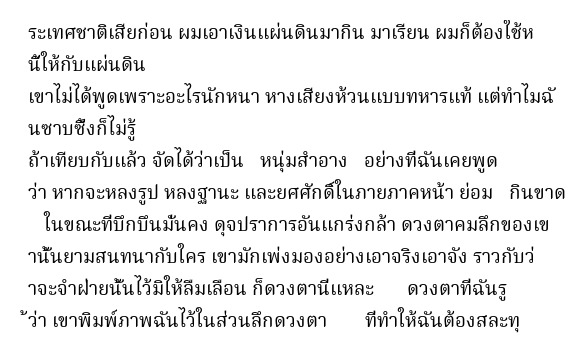 ระเทศชาติเสียก่อน ผมเอาเงินแผ่นดินมากิน มาเรียน ผมก็ต้องใช้ห
นี้ให้กับแผ่นดิน
เขาไม่ได้พูดเพราะอะไรนักหนา หางเสียงห้วนแบบทหารแท้ แต่ทำไมฉั
นซาบซึ้งก็ไม่รู้
ถ้าเทียบกับแล้ว จัดได้ว่าเป็น หนุ่มสำอาง อย่างที่ฉันเคยพูด
ว่า หากจะหลงรูป หลงฐานะ และยศศักดิ์ในภายภาคหน้า ย่อม กินขาด
ในขณะที่บึกบึนมั่นคง ดุจปราการอันแกร่งกล้า ดวงตาคมลึกของเข
านั้นยามสนทนากับใคร เขามักเพ่งมองอย่างเอาจริงเอาจัง ราวกับว่
าจะจำฝ่ายนั้นไว้มิให้ลืมเลือน ก็ดวงตานี่แหละ ดวงตาที่ฉันรู
้ว่า เขาพิมพ์ภาพฉันไว้ในส่วนลึกดวงตา ที่ทำให้ฉันต้องสละทุ